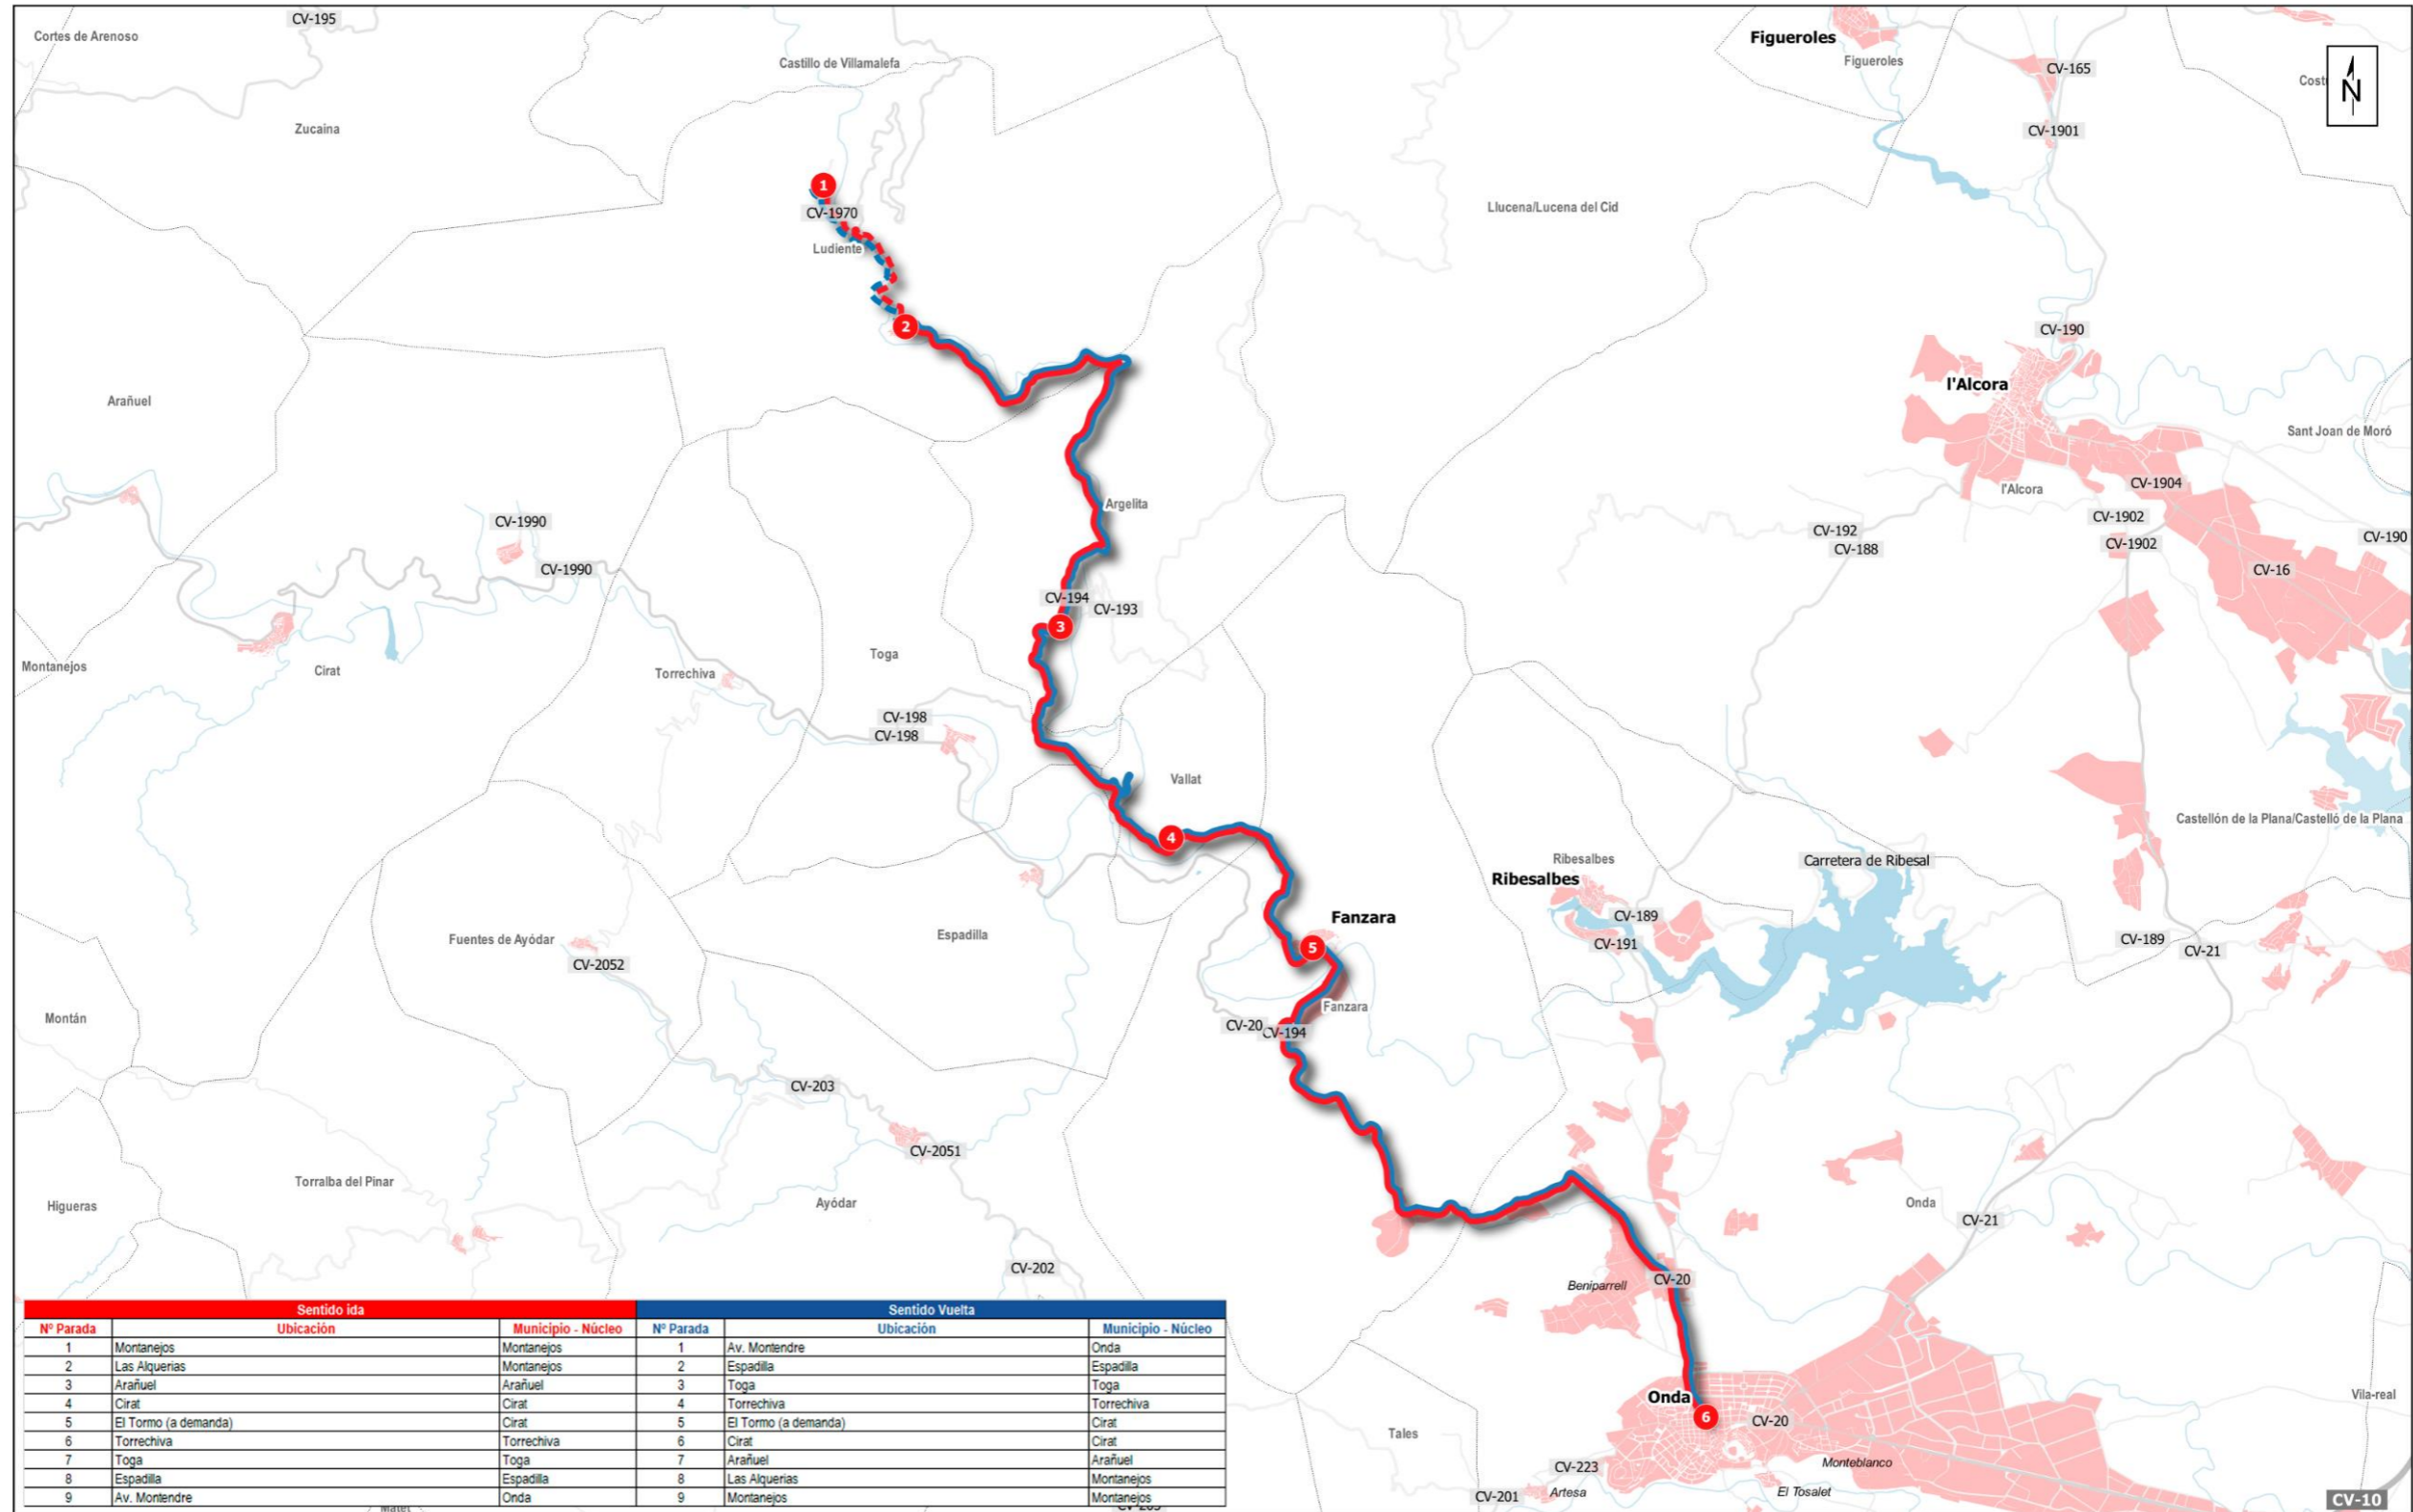 CV-195
Cortes de Arenoso
Castillo de Villamalefa
Figueroles
Figueroles
CV-165
N
Zucaina
CV-1901
1
CV-1970
Ludiente
Llucena/Lucena del Cid
2
CV-190
l'Alcora
Arañuel
Sant Joan de Moró
CV-1904
l'Alcora
Argelita
CV-1990
CV-192
CV-1902
CV-190
CV-188
CV-1902
CV-1990
CV-16
CV-194
CV-193
3
Montanejos
Cirat
Torrechiva
Toga
CV-198
CV-198
Vallat
Castellón de la Plana/Castelló de la Plana
4
Ribesalbes
Carretera de Ribesal
Ribesalbes
Fanzara
CV-189
Fuentes de Ayódar
Espadilla
5
CV-191
CV-189
CV-21
CV-2052
Montán
Fanzara
CV-20
CV-194
CV-203
CV-2051
Torralba del Pinar
Higueras
Ayódar
Onda
CV-21
CV-202
Beniparrell
CV-20
Vila-real
Onda
6
CV-20
Tales
Monteblanco
CV-223
CV-201
Artesa
El Tosalet
CV-10
Sentido ida Sentido Vuelta
Nº Parada Ubicación Municipio - Núcleo Nº Parada Ubicación Municipio - Núcleo
1 Montanejos Montanejos 1 Av. Montendre Onda
2 Las Alquerias Montanejos 2 Espadilla Espadilla
3 Arañuel Arañuel 3 Toga Toga
4 Cirat Cirat 4 Torrechiva Torrechiva
5 El Tormo (a demanda) Cirat 5 El Tormo (a demanda) Cirat
6 Torrechiva Torrechiva 6 Cirat Cirat
7 Toga Toga 7 Arañuel Arañuel
8 Espadilla Espadilla 8 Las Alquerias Montanejos
9 Av. Montendre Onda 9 Montanejos Montanejos